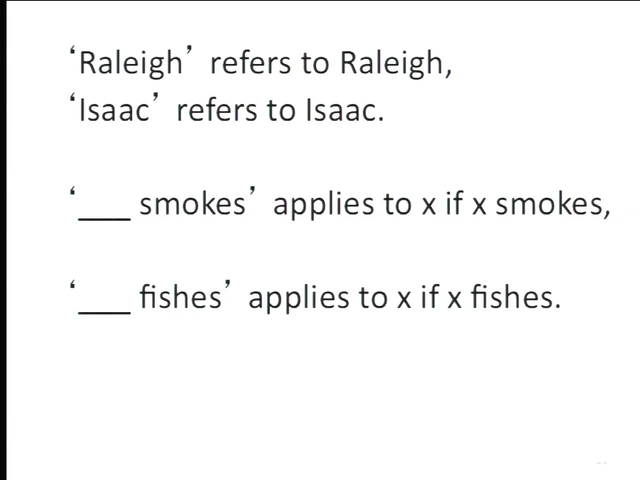 ‘Raleigh’ refers to Raleigh,
‘Isaac’ refers to Isaac.
‘___ smokes’ applies to x if x smokes,
‘___ fishes’ applies to x if x fishes.